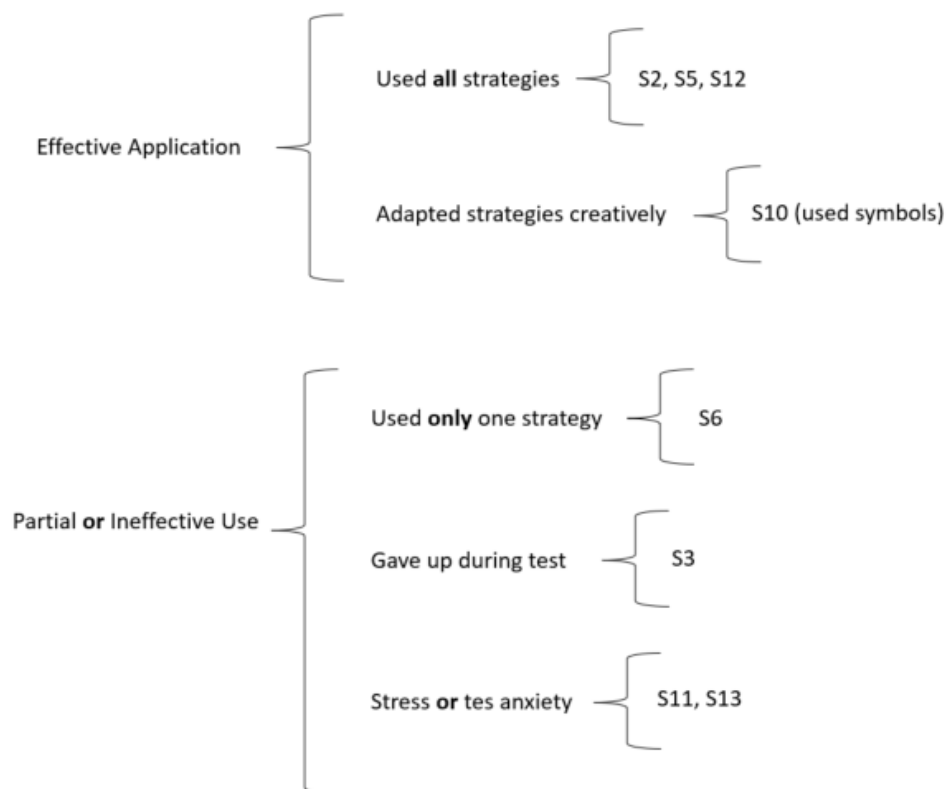 Used all strategies
S2, S5, S12
Effective Application
Adapted strategies creatively
S10 (used symbols)
Used only one strategy
S6
Partial or Ineffective Use
Gave up during test
S3
Stress or tes anxiety
S11, S13